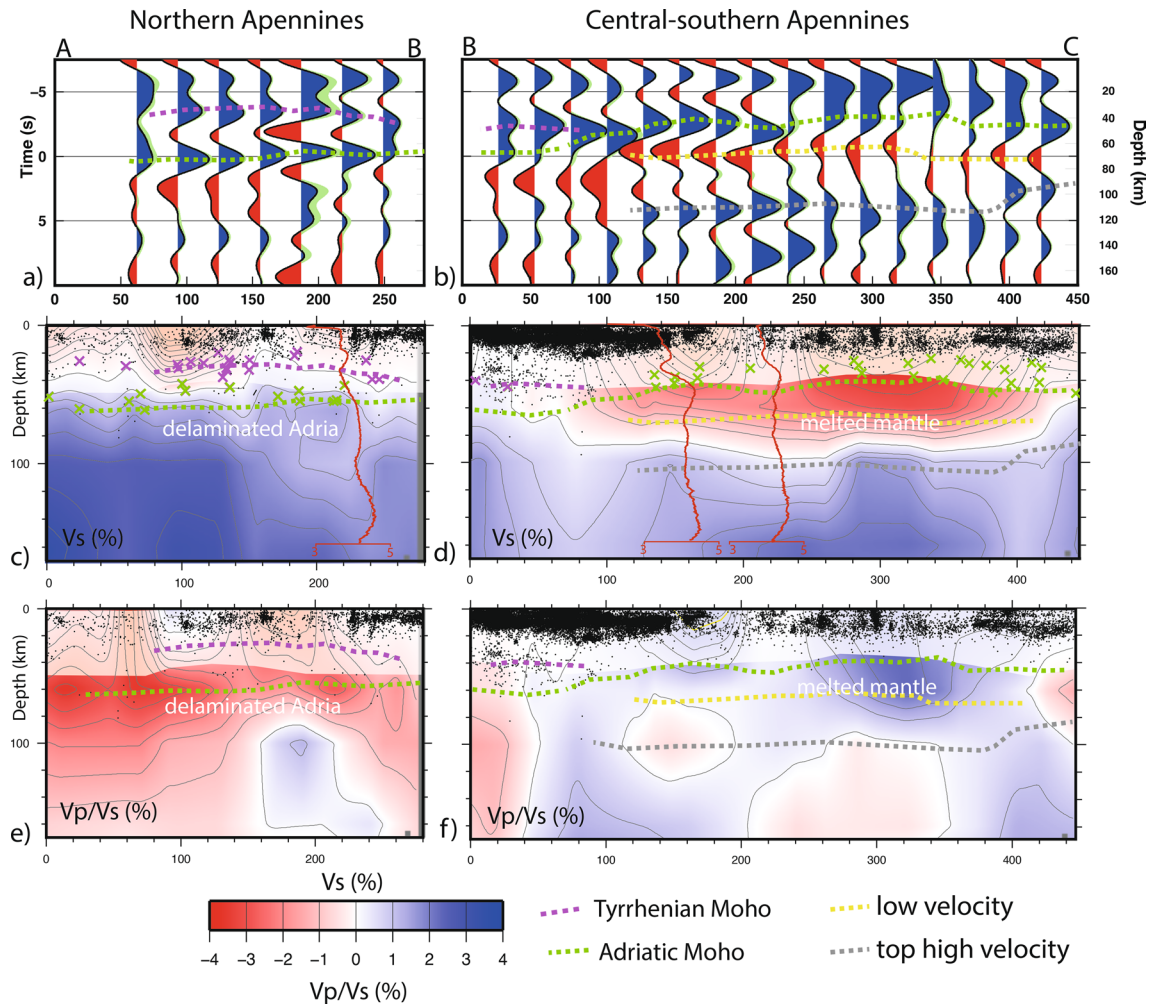 Northern Apennines
Central-southern Apennines
A B
B C
Time (s)
−5
0
5
20
40
60
80
100
120
140
160
Depth (km)
a)
0 50 100 150 200 250
b)
0 50 100 150 200 250 300 350 400 450
Depth (km)
0
100
delaminated Adria
Vs (%)
3 5
c)
0 100 200
melted mantle
Vs (%)
3 5 3 5
d)
0 100 200 300 400
Depth (km)
0
100
delaminated Adria
Vp/Vs (%)
e)
0 100 200
melted mantle
Vp/Vs (%)
f)
0 100 200 300 400
Vs (%)
−4 −3 −2 −1 0 1 2 3 4
Vp/Vs (%)
Tyrrhenian Moho
Adriatic Moho
low velocity
top high velocity